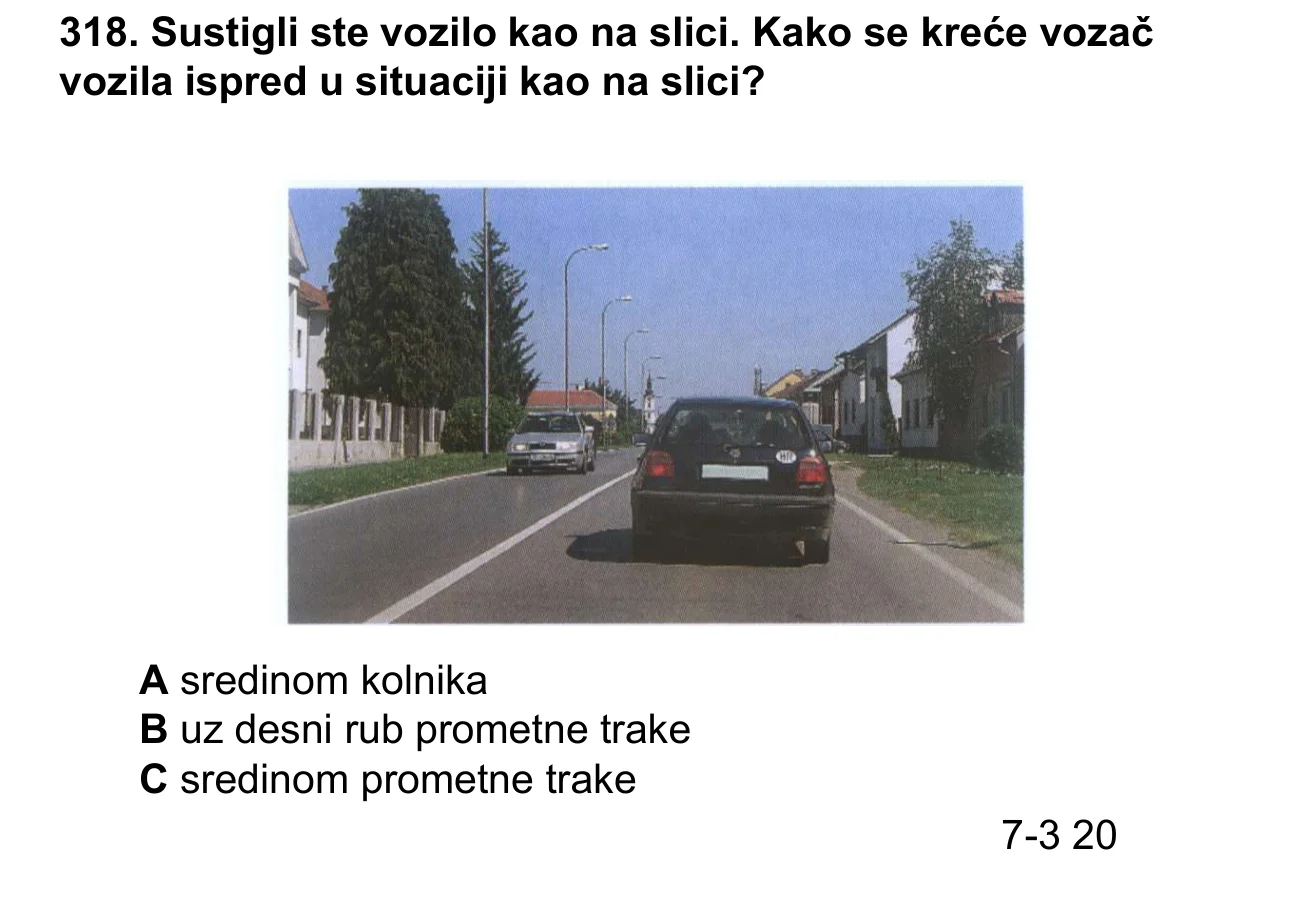 318. Sustigli ste vozilo kao na slici. Kako se kreće vozač
vozila ispred u situaciji kao na slici?
HR
A sredinom kolnika
B uz desni rub prometne trake
C sredinom prometne trake
7-3 20